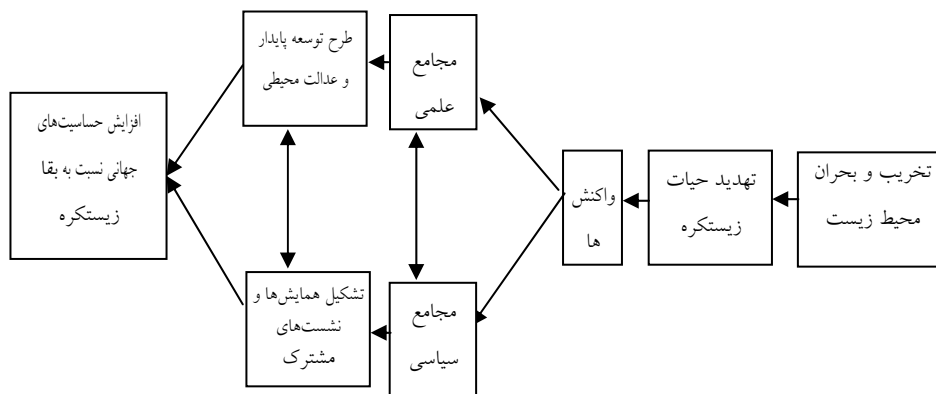 تخریب و بحران
محیط زیست
تهدید حیات
زیستکره
واکنش
ها
مجامع
علمی
طرح توسعه پایدار
و عدالت محیطی
مجامع
سیاسی
تشکیل همایش‌ها و
نشست‌های
مشترک
افزایش حساسیت‌های
جهانی نسبت به بقا
زیستکره